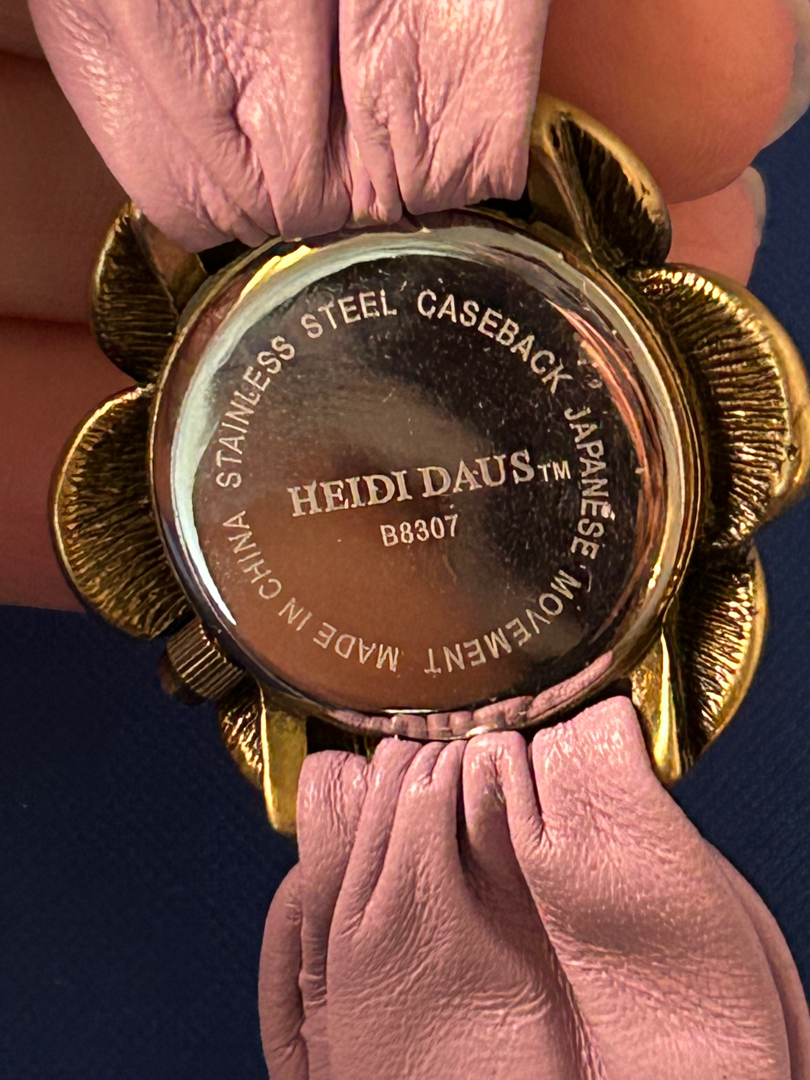 STAINLESS STEEL CASEBACK JAPANESE MOVEMENT MADE IN CHINA
HEIDI DAUS™
B8307